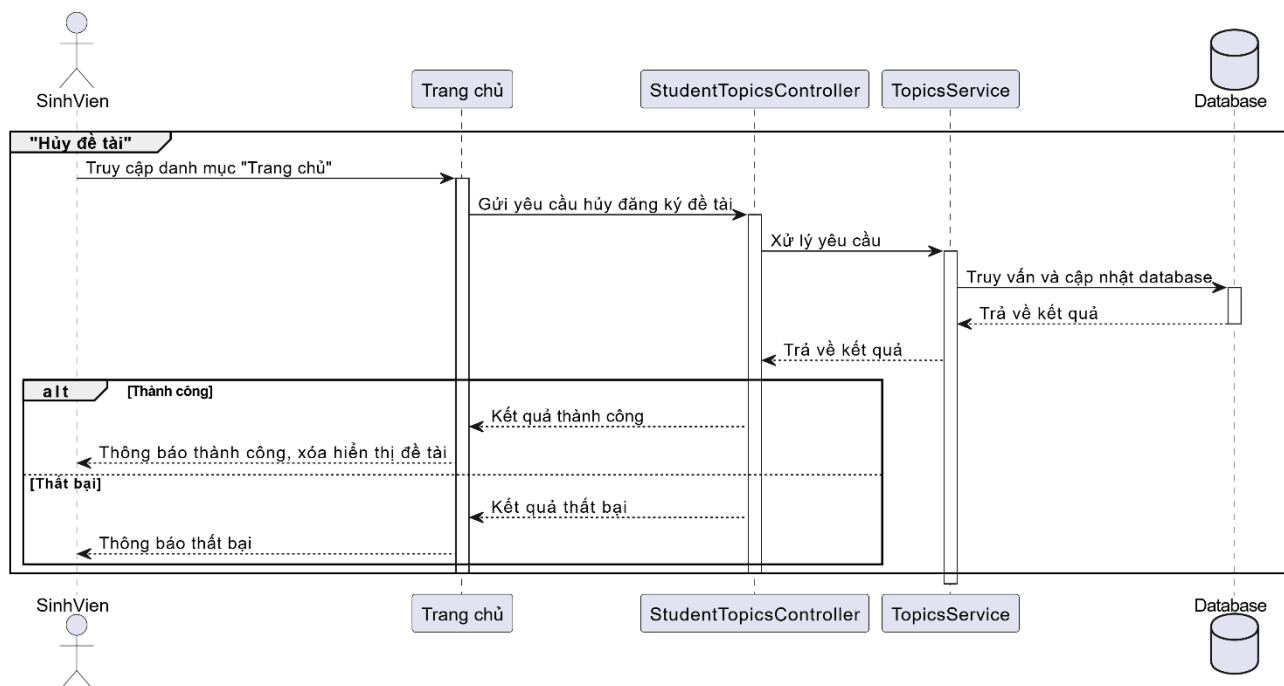 SinhVien
Trang chủ
StudentTopicsController
TopicsService
Database
"Hủy đề tài"
Truy cập danh mục "Trang chủ"
Gửi yêu cầu hủy đăng ký đề tài
Xử lý yêu cầu
Truy vấn và cập nhật database
Trả về kết quả
Trả về kết quả
alt
[Thành công]
Kết quả thành công
Thông báo thành công, xóa hiển thị đề tài
[Thất bại]
Kết quả thất bại
Thông báo thất bại
SinhVien
Trang chủ
StudentTopicsController
TopicsService
Database